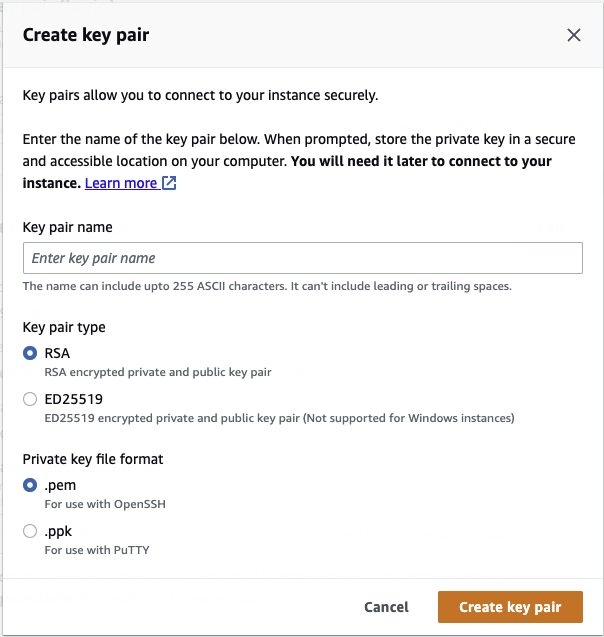 Create key pair
Key pairs allow you to connect to your instance securely.
Enter the name of the key pair below. When prompted, store the private key in a secure
and accessible location on your computer. You will need it later to connect to your
instance. Learn more
Key pair name
Enter key pair name
The name can include upto 255 ASCII characters. It can't include leading or trailing spaces.
Key pair type
RSA
RSA encrypted private and public key pair
ED25519
ED25519 encrypted private and public key pair (Not supported for Windows instances)
Private key file format
.pem
For use with OpenSSH
.ppk
For use with PuTTY
Cancel
Create key pair